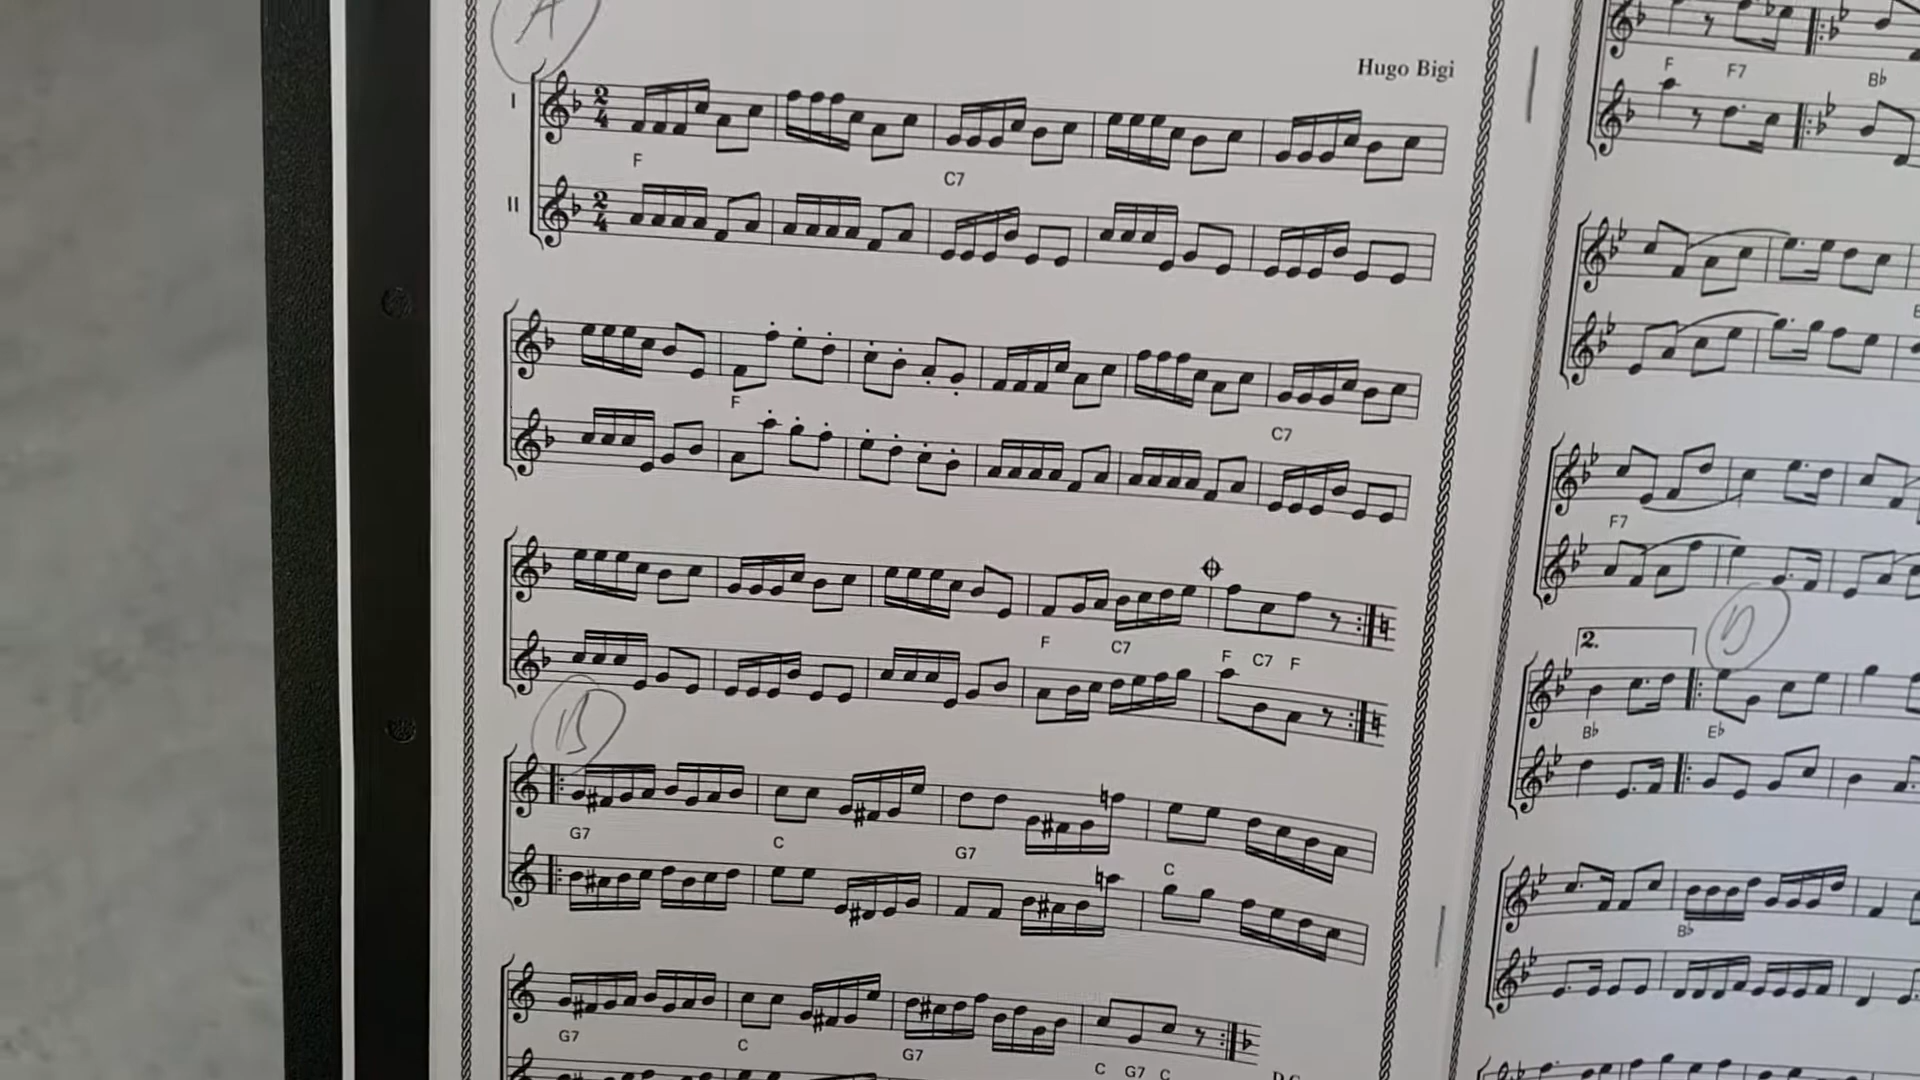 A
Hugo Bigi
I
F C7
II
F C7
F C7 F C7 F
B
G7 C G7 C
G7 C G7 C G7 C
F F7 B♭
F7
2. D
B♭ E♭
B♭